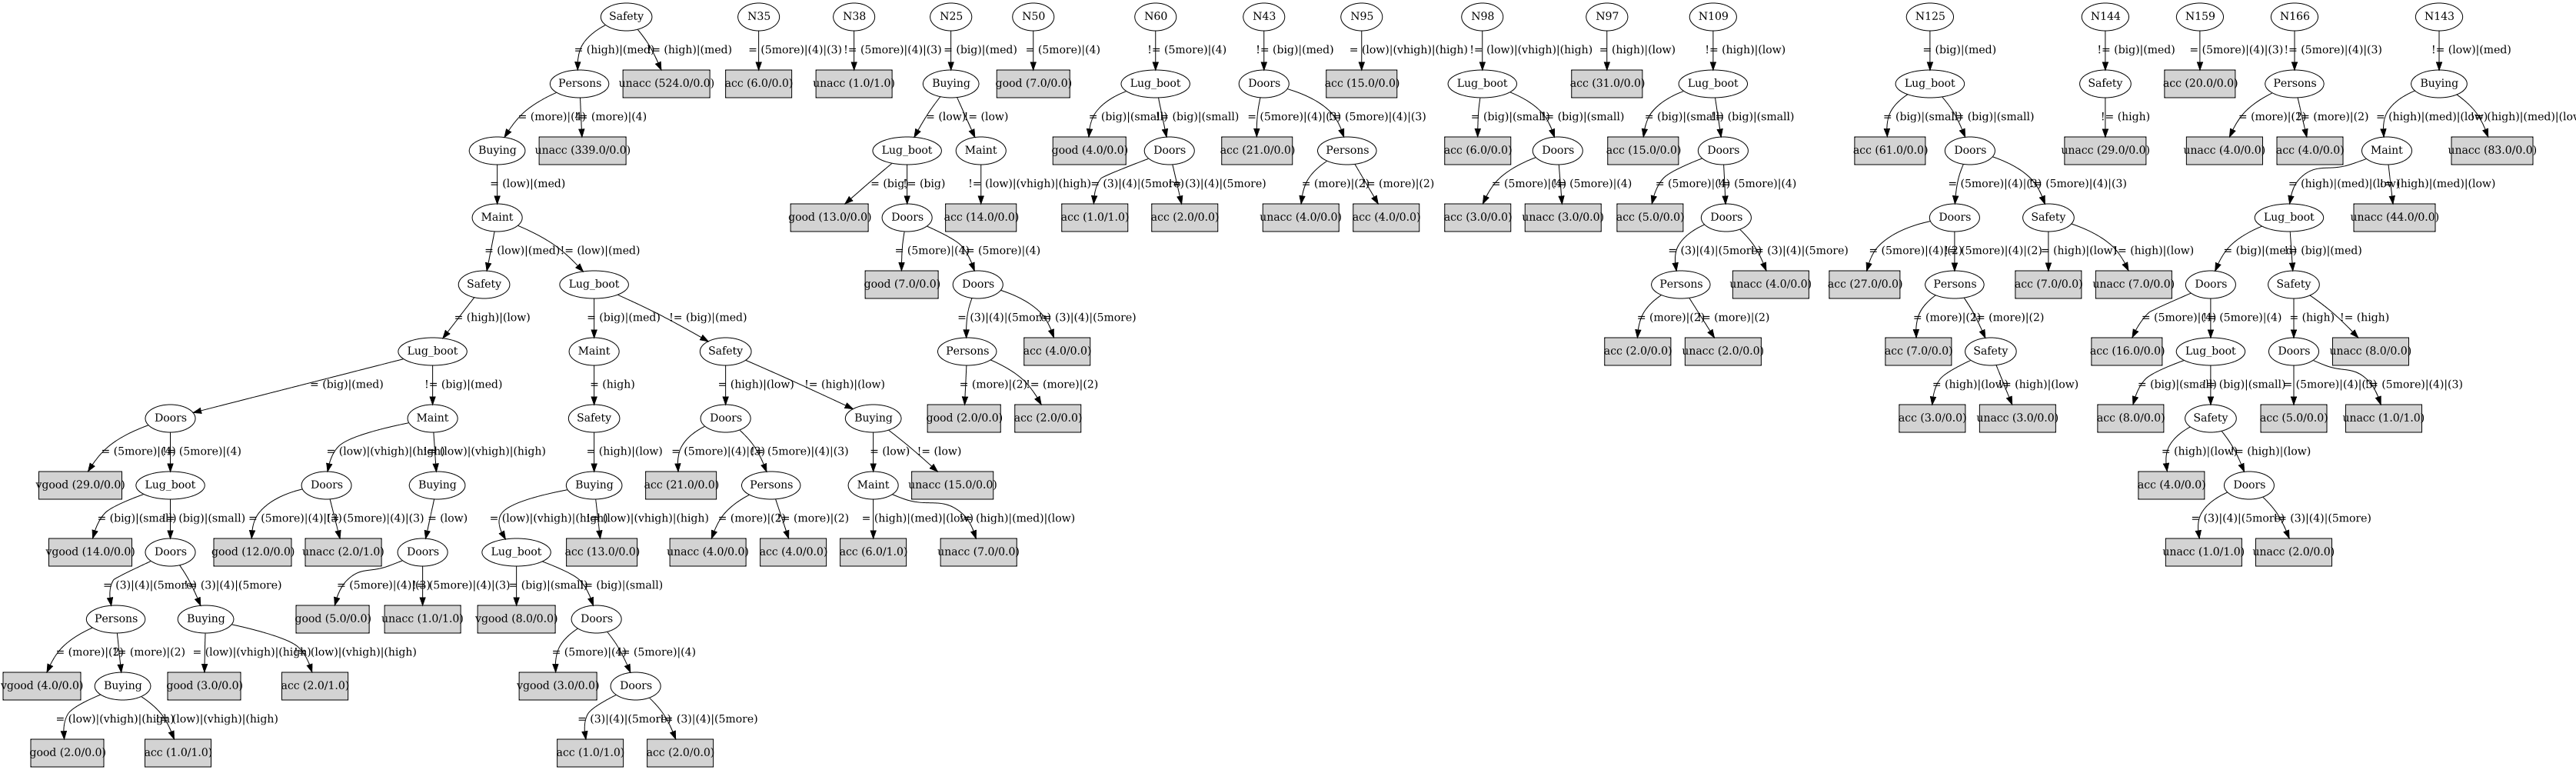 Safety N35 N38 N25 N50 N60 N43 N95 N98 N97 N109 N125 N144 N159 N166 N143
= (high)|(med) != (high)|(med) = (5more)|(4)|(3) != (5more)|(4)|(3) = (big)|(med) = (5more)|(4) != (5more)|(4) != (big)|(med) = (low)|(vhigh)|(high) != (low)|(vhigh)|(high) = (high)|(low) != (high)|(low) = (big)|(med) != (big)|(med) = (5more)|(4)|(3) != (5more)|(4)|(3) != (low)|(med)
Persons unacc (524.0/0.0) acc (6.0/0.0) unacc (1.0/1.0) Buying good (7.0/0.0) Lug_boot Doors acc (15.0/0.0) Lug_boot acc (31.0/0.0) Lug_boot Lug_boot Safety acc (20.0/0.0) Persons Buying
= (more)|(4) != (more)|(4) = (low) != (low) = (big)|(small) != (big)|(small) = (5more)|(4)|(3) != (5more)|(4)|(3) = (big)|(small) != (big)|(small) = (big)|(small) != (big)|(small) = (big)|(small) != (big)|(small) != (high) = (more)|(2) != (more)|(2) = (high)|(med)|(low) != (high)|(med)|(low)
Buying unacc (339.0/0.0) Lug_boot Maint good (4.0/0.0) Doors acc (21.0/0.0) Persons acc (6.0/0.0) Doors acc (15.0/0.0) Doors acc (61.0/0.0) Doors unacc (29.0/0.0) unacc (4.0/0.0) acc (4.0/0.0) Maint unacc (83.0/0.0)
= (low)|(med) = (big) != (big) != (low)|(vhigh)|(high) = (3)|(4)|(5more) != (3)|(4)|(5more) = (more)|(2) != (more)|(2) = (5more)|(4) != (5more)|(4) = (5more)|(4) != (5more)|(4) = (5more)|(4)|(3) != (5more)|(4)|(3) = (high)|(med)|(low) != (high)|(med)|(low)
Maint good (13.0/0.0) Doors acc (14.0/0.0) acc (1.0/1.0) acc (2.0/0.0) unacc (4.0/0.0) acc (4.0/0.0) acc (3.0/0.0) unacc (3.0/0.0) acc (5.0/0.0) Doors Doors Safety Lug_boot unacc (44.0/0.0)
= (low)|(med) != (low)|(med) = (5more)|(4) != (5more)|(4) = (3)|(4)|(5more) != (3)|(4)|(5more) = (5more)|(4)|(2) != (5more)|(4)|(2) = (high)|(low) != (high)|(low) = (big)|(med) != (big)|(med)
Safety Lug_boot good (7.0/0.0) Doors Persons unacc (4.0/0.0) acc (27.0/0.0) Persons acc (7.0/0.0) unacc (7.0/0.0) Doors Safety
= (high)|(low) = (big)|(med) != (big)|(med) = (3)|(4)|(5more) != (3)|(4)|(5more) = (more)|(2) != (more)|(2) = (more)|(2) != (more)|(2) = (5more)|(4) != (5more)|(4) = (high) != (high)
Lug_boot Maint Safety Persons acc (4.0/0.0) acc (2.0/0.0) unacc (2.0/0.0) acc (7.0/0.0) Safety acc (16.0/0.0) Lug_boot Doors unacc (8.0/0.0)
= (big)|(med) != (big)|(med) = (high) = (high)|(low) != (high)|(low) = (more)|(2) != (more)|(2) = (high)|(low) != (high)|(low) = (big)|(small) != (big)|(small) = (5more)|(4)|(3) != (5more)|(4)|(3)
Doors Maint Safety Doors Buying good (2.0/0.0) acc (2.0/0.0) acc (3.0/0.0) unacc (3.0/0.0) acc (8.0/0.0) Safety acc (5.0/0.0) unacc (1.0/1.0)
= (5more)|(4) != (5more)|(4) = (low)|(vhigh)|(high) != (low)|(vhigh)|(high) = (high)|(low) = (5more)|(4)|(3) != (5more)|(4)|(3) = (low) != (low) = (high)|(low) != (high)|(low)
vgood (29.0/0.0) Lug_boot Doors Buying Buying acc (21.0/0.0) Persons Maint unacc (15.0/0.0) acc (4.0/0.0) Doors
= (big)|(small) != (big)|(small) = (5more)|(4)|(3) != (5more)|(4)|(3) = (low) = (low)|(vhigh)|(high) != (low)|(vhigh)|(high) = (more)|(2) != (more)|(2) = (high)|(med)|(low) != (high)|(med)|(low) = (3)|(4)|(5more) != (3)|(4)|(5more)
vgood (14.0/0.0) Doors good (12.0/0.0) unacc (2.0/1.0) Doors Lug_boot acc (13.0/0.0) unacc (4.0/0.0) acc (4.0/0.0) acc (6.0/1.0) unacc (7.0/0.0) unacc (1.0/1.0) unacc (2.0/0.0)
= (3)|(4)|(5more) != (3)|(4)|(5more) = (5more)|(4)|(3) != (5more)|(4)|(3) = (big)|(small) != (big)|(small)
Persons Buying good (5.0/0.0) unacc (1.0/1.0) vgood (8.0/0.0) Doors
= (more)|(2) != (more)|(2) = (low)|(vhigh)|(high) != (low)|(vhigh)|(high) = (5more)|(4) != (5more)|(4)
vgood (4.0/0.0) Buying good (3.0/0.0) acc (2.0/1.0) vgood (3.0/0.0) Doors
= (low)|(vhigh)|(high) != (low)|(vhigh)|(high) = (3)|(4)|(5more) != (3)|(4)|(5more)
good (2.0/0.0) acc (1.0/1.0) acc (1.0/1.0) acc (2.0/0.0)